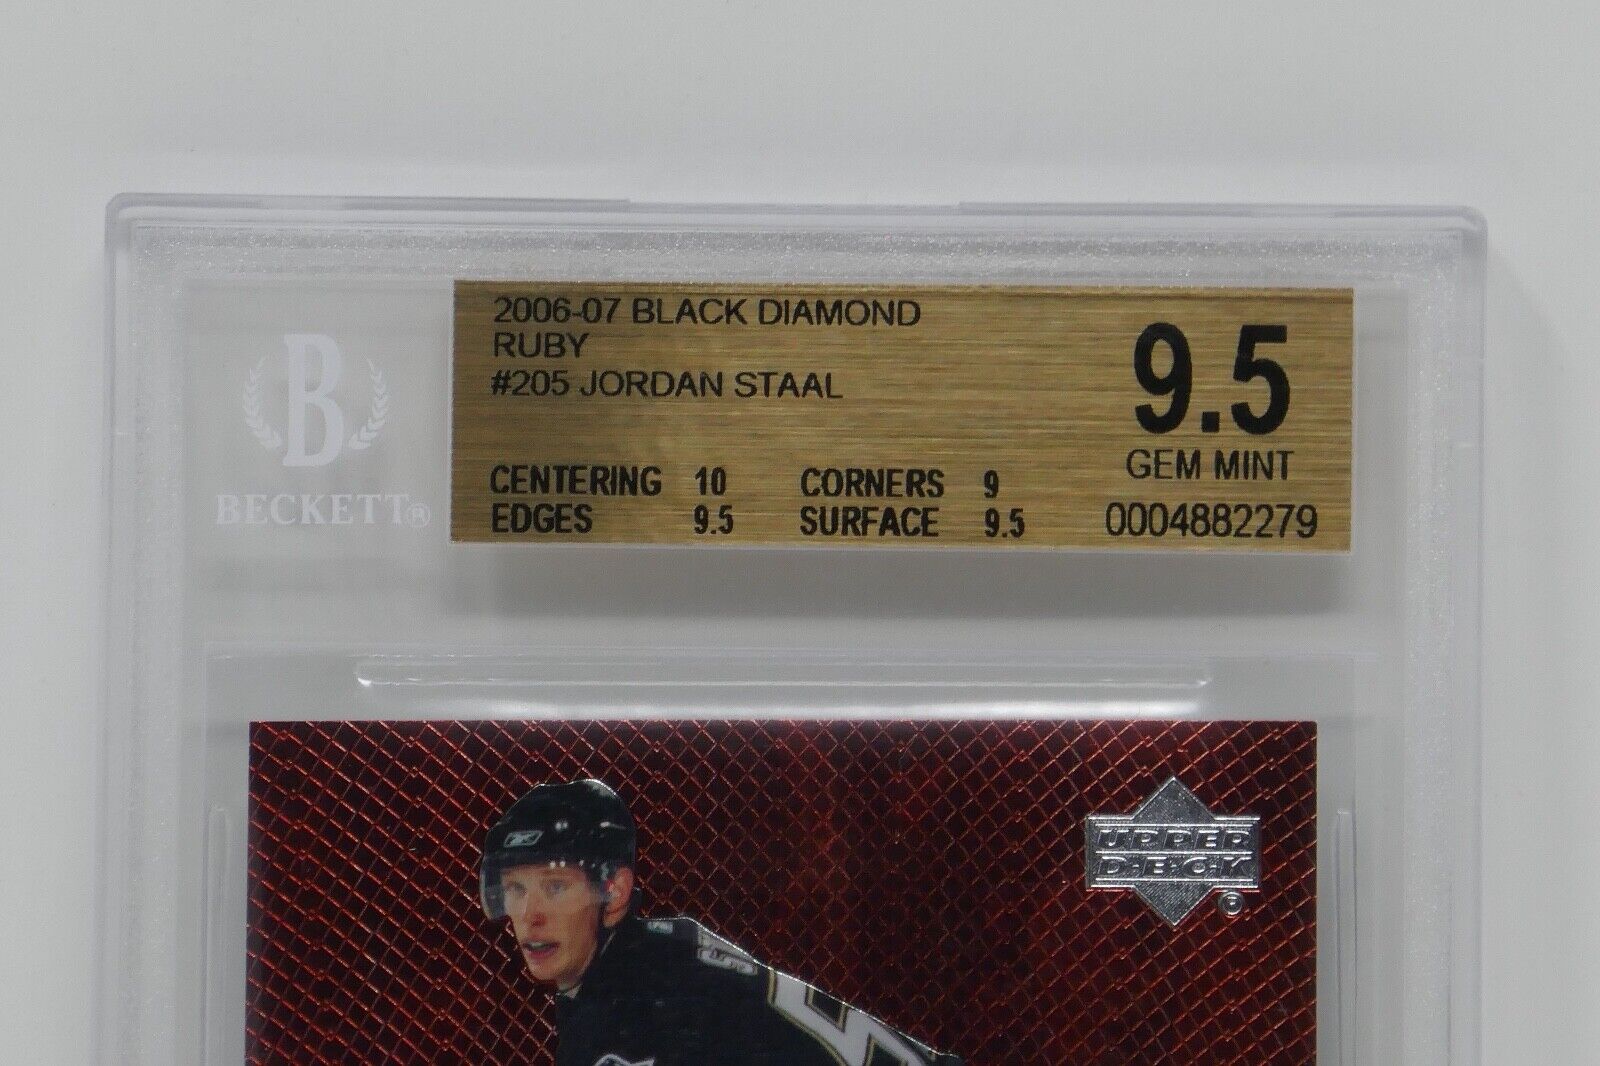 2006-07 BLACK DIAMOND
RUBY
#205 JORDAN STAAL
9.5
GEM MINT
CENTERING 10 CORNERS 9
EDGES 9.5 SURFACE 9.5
0004882279
B
BECKETT®
UPPER
DECK
®